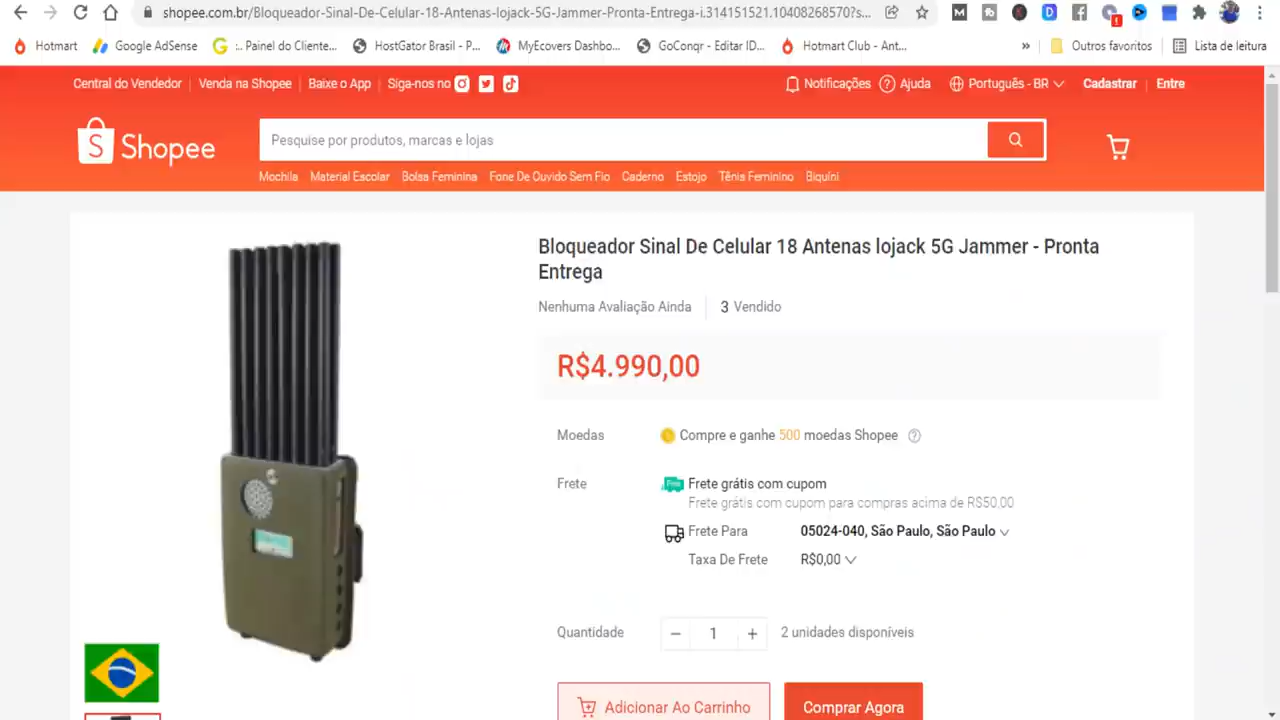 shopee.com.br/Bloqueador-Sinal-De-Celular-18-Antenas-lojack-5G-Jammer-Pronta-Entrega-i.314151521.10408268570?s...
Hotmart Google AdSense :. Painel do Cliente... HostGator Brasil - P... MyEcovers Dashbo... GoConqr - Editar ID... Hotmart Club - Ant... » Outros favoritos Lista de leitura
Central do Vendedor Venda na Shopee Baixe o App Siga-nos no Notificações Ajuda Português - BR Cadastrar Entre
Shopee
Pesquise por produtos, marcas e lojas
Mochila Material Escolar Bolsa Feminina Fone De Ouvido Sem Fio Caderno Estojo Tênis Feminino Biquíni
Bloqueador Sinal De Celular 18 Antenas lojack 5G Jammer - Pronta
Entrega
Nenhuma Avaliação Ainda 3 Vendido
R$4.990,00
Moedas Compre e ganhe 500 moedas Shopee
Frete Frete grátis com cupom
Frete grátis com cupom para compras acima de R$50,00
Frete Para 05024-040, São Paulo, São Paulo
Taxa De Frete R$0,00
Quantidade − 1 + 2 unidades disponíveis
Adicionar Ao Carrinho Comprar Agora